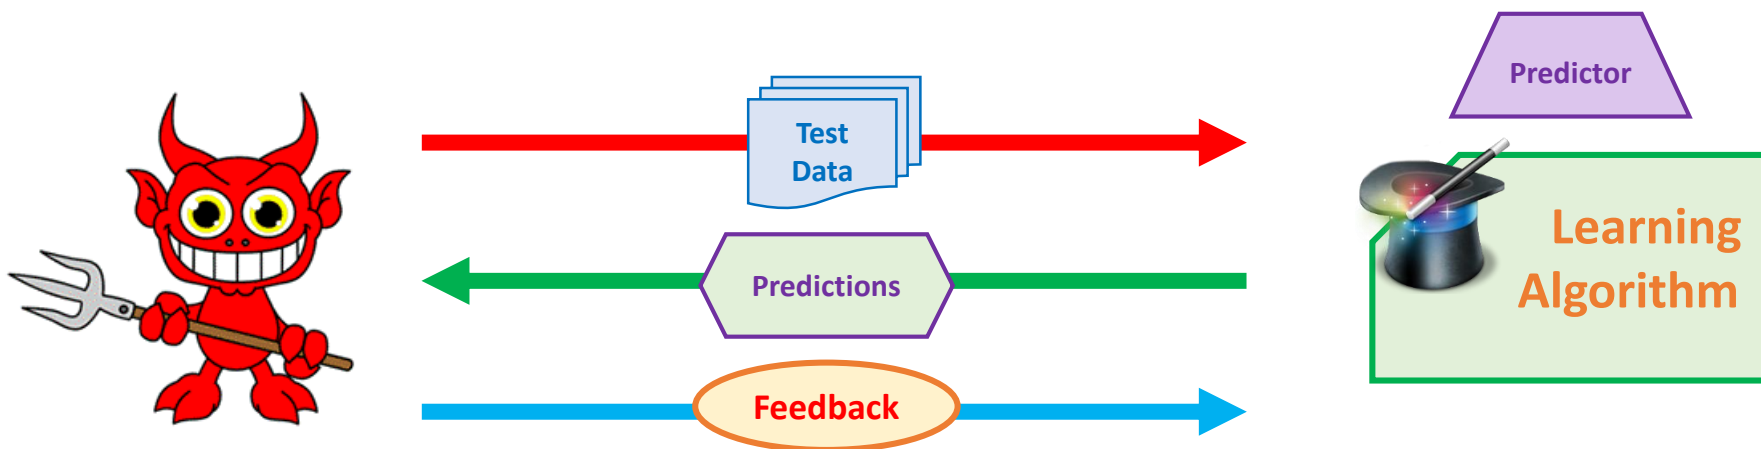 Predictor
Test
Data
Learning
Algorithm
Predictions
Feedback